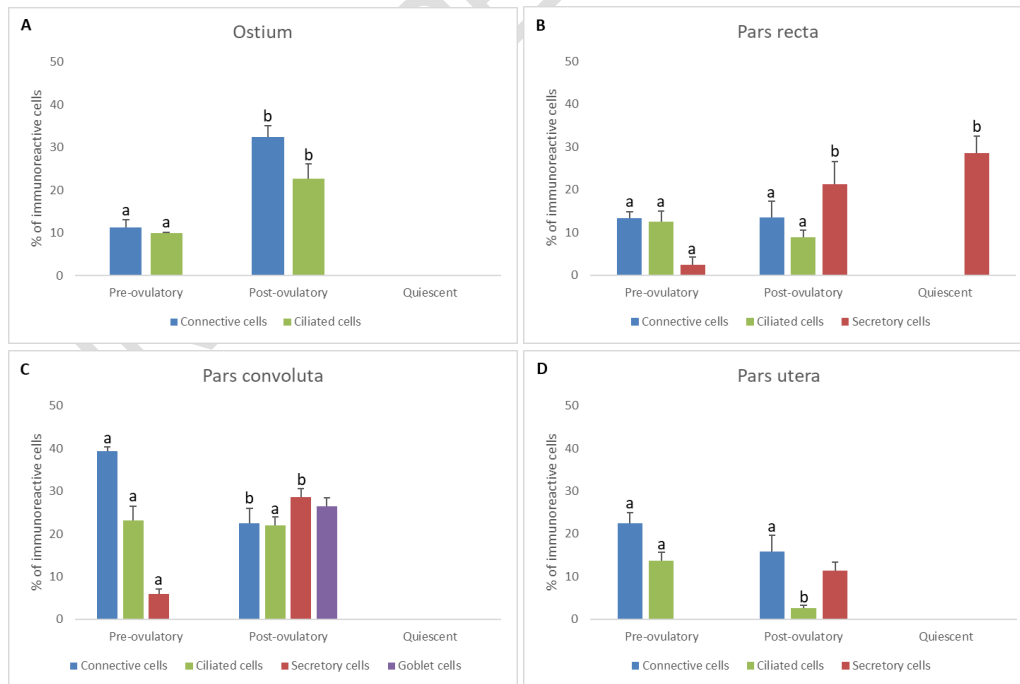 A
Ostium
% of immunoreactive cells
50
40
30
20
10
0
a
a
b
b
Pre-ovulatory
Post-ovulatory
Quiescent
Connective cells
Ciliated cells
B
Pars recta
% of immunoreactive cells
50
40
30
20
10
0
a
a
a
a
a
b
b
Pre-ovulatory
Post-ovulatory
Quiescent
Connective cells
Ciliated cells
Secretory cells
C
Pars convoluta
% of immunoreactive cells
50
40
30
20
10
0
a
a
a
b
a
b
Pre-ovulatory
Post-ovulatory
Quiescent
Connective cells
Ciliated cells
Secretory cells
Goblet cells
D
Pars utera
% of immunoreactive cells
50
40
30
20
10
0
a
a
a
b
Pre-ovulatory
Post-ovulatory
Quiescent
Connective cells
Ciliated cells
Secretory cells